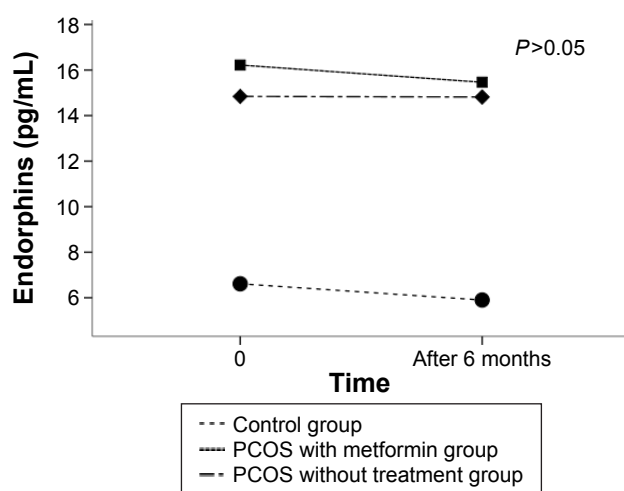 18
P>0.05
16
14
12
10
8
6
Endorphins (pg/mL)
0
After 6 months
Time
Control group
PCOS with metformin group
PCOS without treatment group